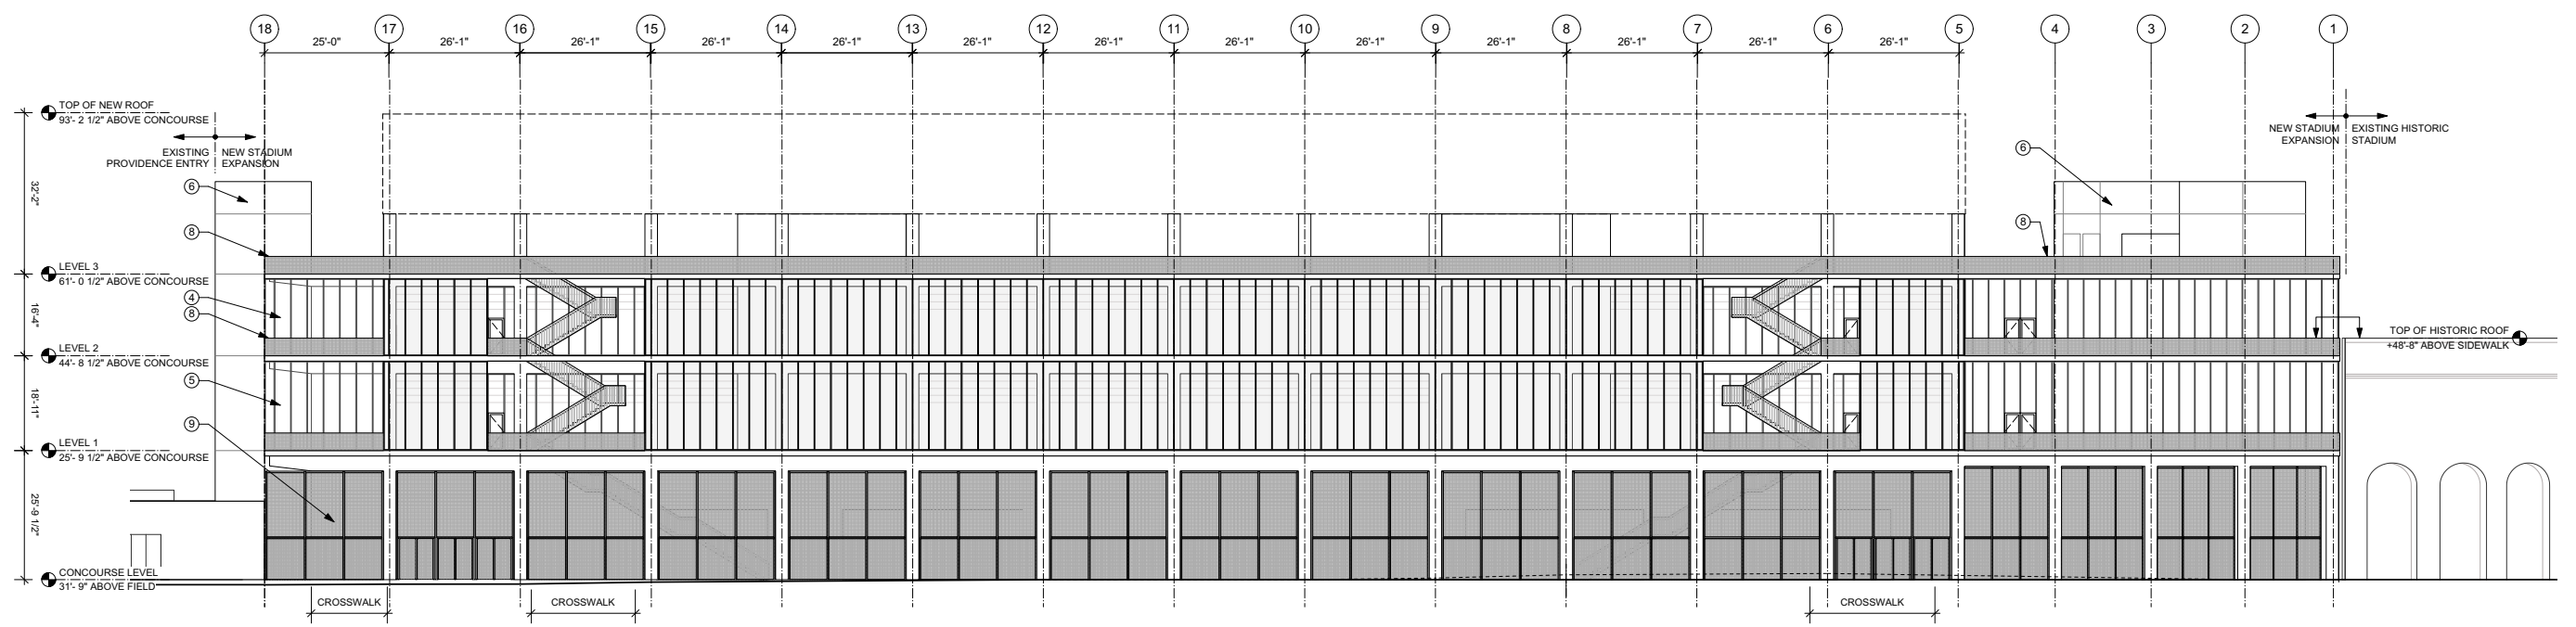 18 17 16 15 14 13 12 11 10 9 8 7 6 5 4 3 2 1
25'-0" 26'-1" 26'-1" 26'-1" 26'-1" 26'-1" 26'-1" 26'-1" 26'-1" 26'-1" 26'-1" 26'-1" 26'-1"
TOP OF NEW ROOF
93'- 2 1/2" ABOVE CONCOURSE
EXISTING
PROVIDENCE ENTRY
NEW STADIUM
EXPANSION
NEW STADIUM
EXPANSION
EXISTING HISTORIC
STADIUM
6
6
32'-2"
8
8
LEVEL 3
61'- 0 1/2" ABOVE CONCOURSE
4
16'-4"
8
TOP OF HISTORIC ROOF
+48'-8" ABOVE SIDEWALK
LEVEL 2
44'- 8 1/2" ABOVE CONCOURSE
5
18'-11"
9
LEVEL 1
25'- 9 1/2" ABOVE CONCOURSE
25'-9 1/2"
CONCOURSE LEVEL
31'- 9" ABOVE FIELD
CROSSWALK
CROSSWALK
CROSSWALK